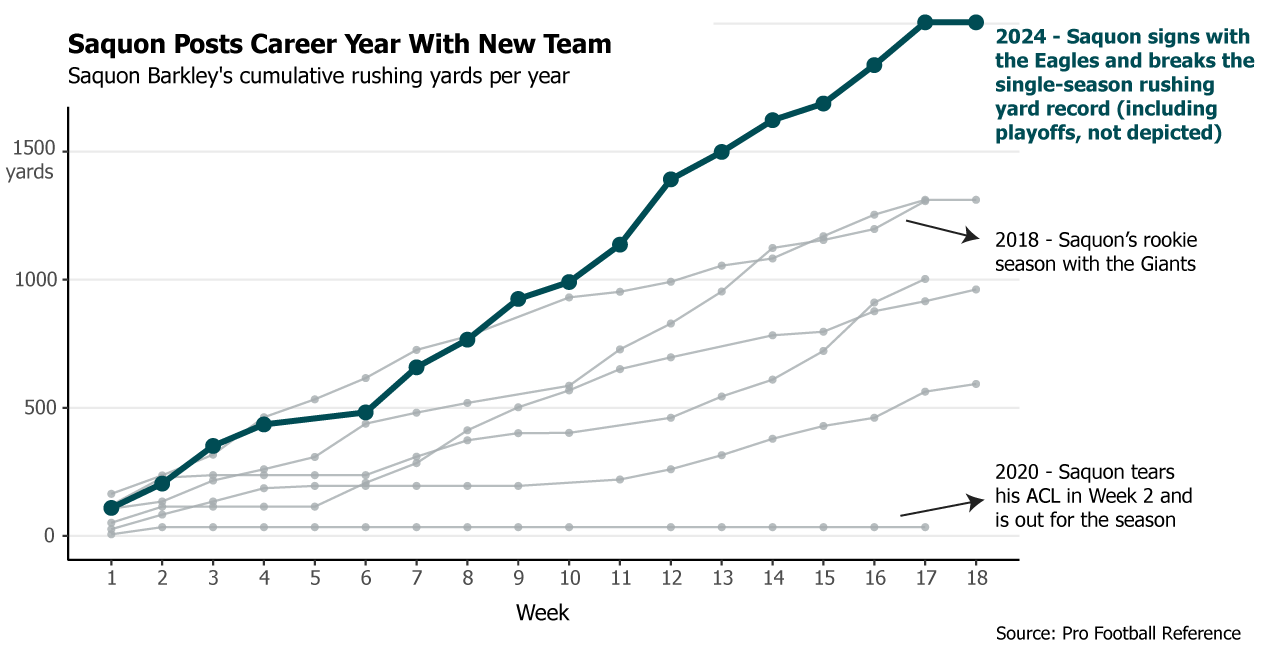 Saquon Posts Career Year With New Team
Saquon Barkley's cumulative rushing yards per year
2024 - Saquon signs with
the Eagles and breaks the
single-season rushing
yard record (including
playoffs, not depicted)
1500
yards
1000
500
0
2018 - Saquon’s rookie
season with the Giants
2020 - Saquon tears
his ACL in Week 2 and
is out for the season
1 2 3 4 5 6 7 8 9 10 11 12 13 14 15 16 17 18
Week
Source: Pro Football Reference